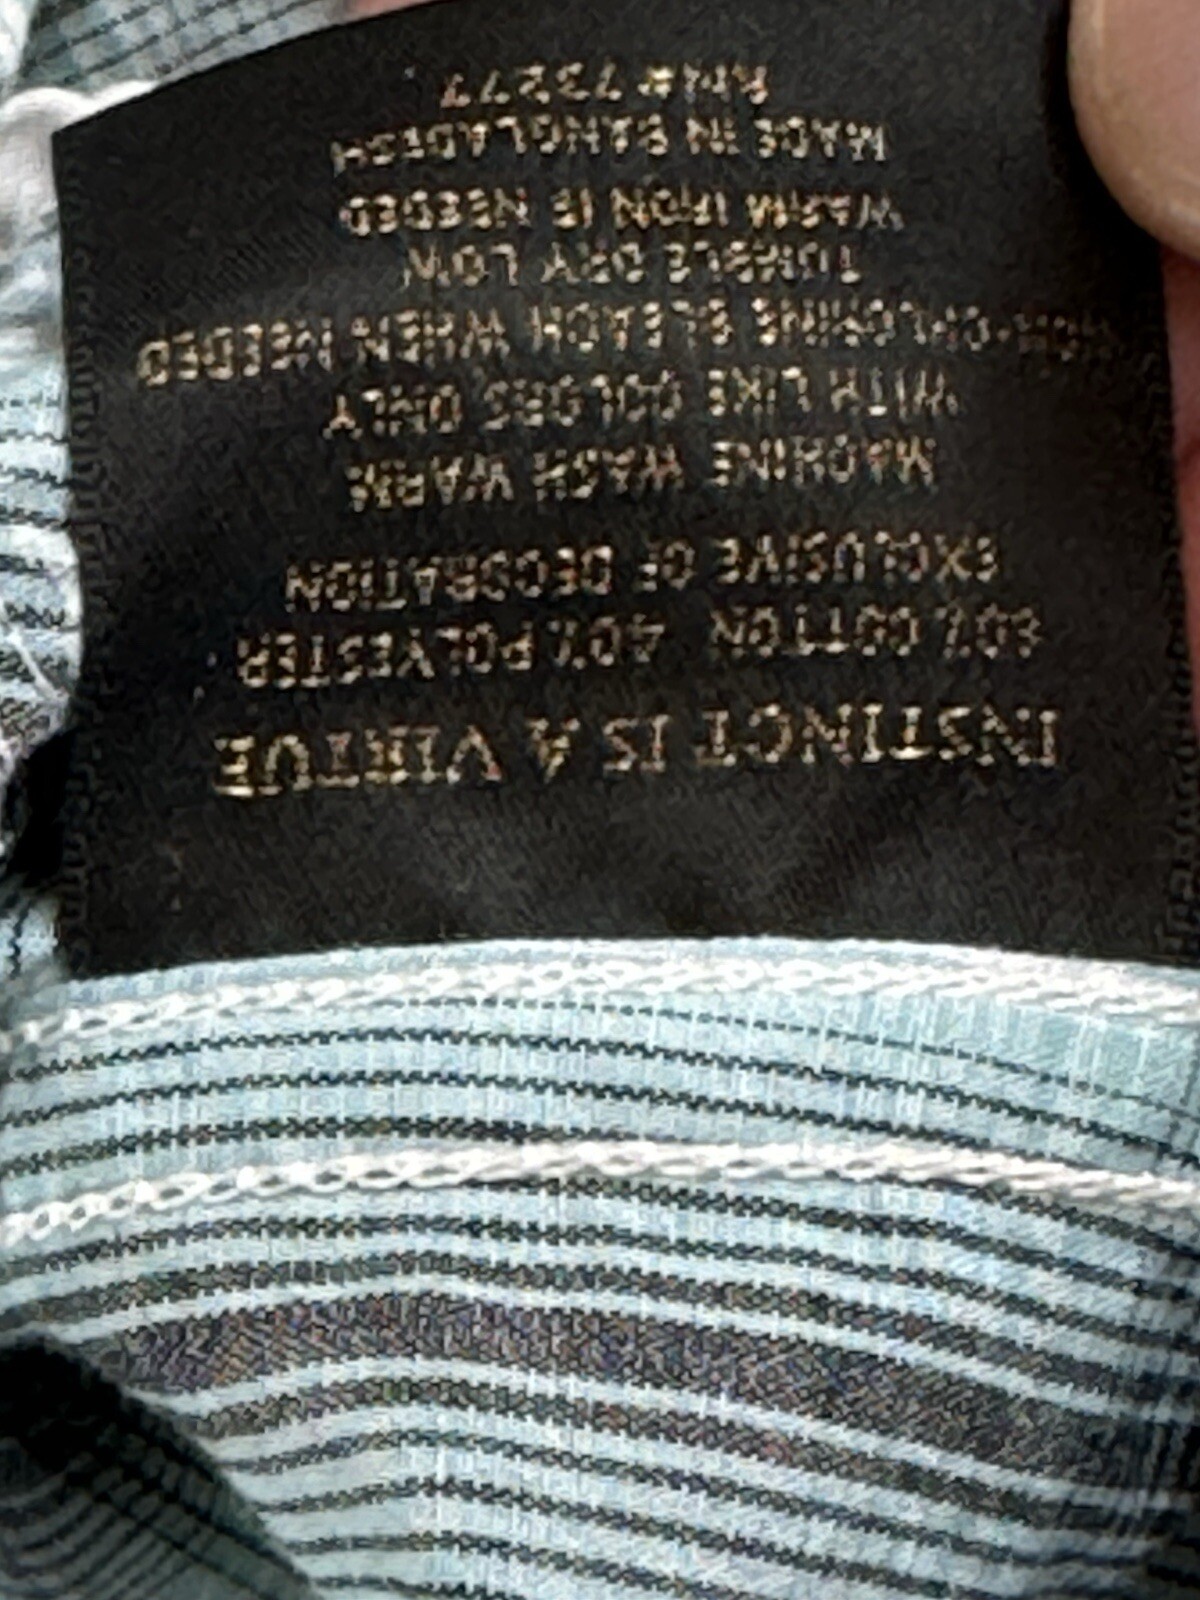 INSTINCT IS A VIRTUE
60% COTTON 40% POLYESTER
EXCLUSIVE OF DECORATION
MACHINE WASH WARM
WITH LIKE COLORS ONLY
NON-CHLORINE BLEACH WHEN NEEDED
TUMBLE DRY LOW
WARM IRON IF NEEDED
MADE IN BANGLADESH
RN# 73277